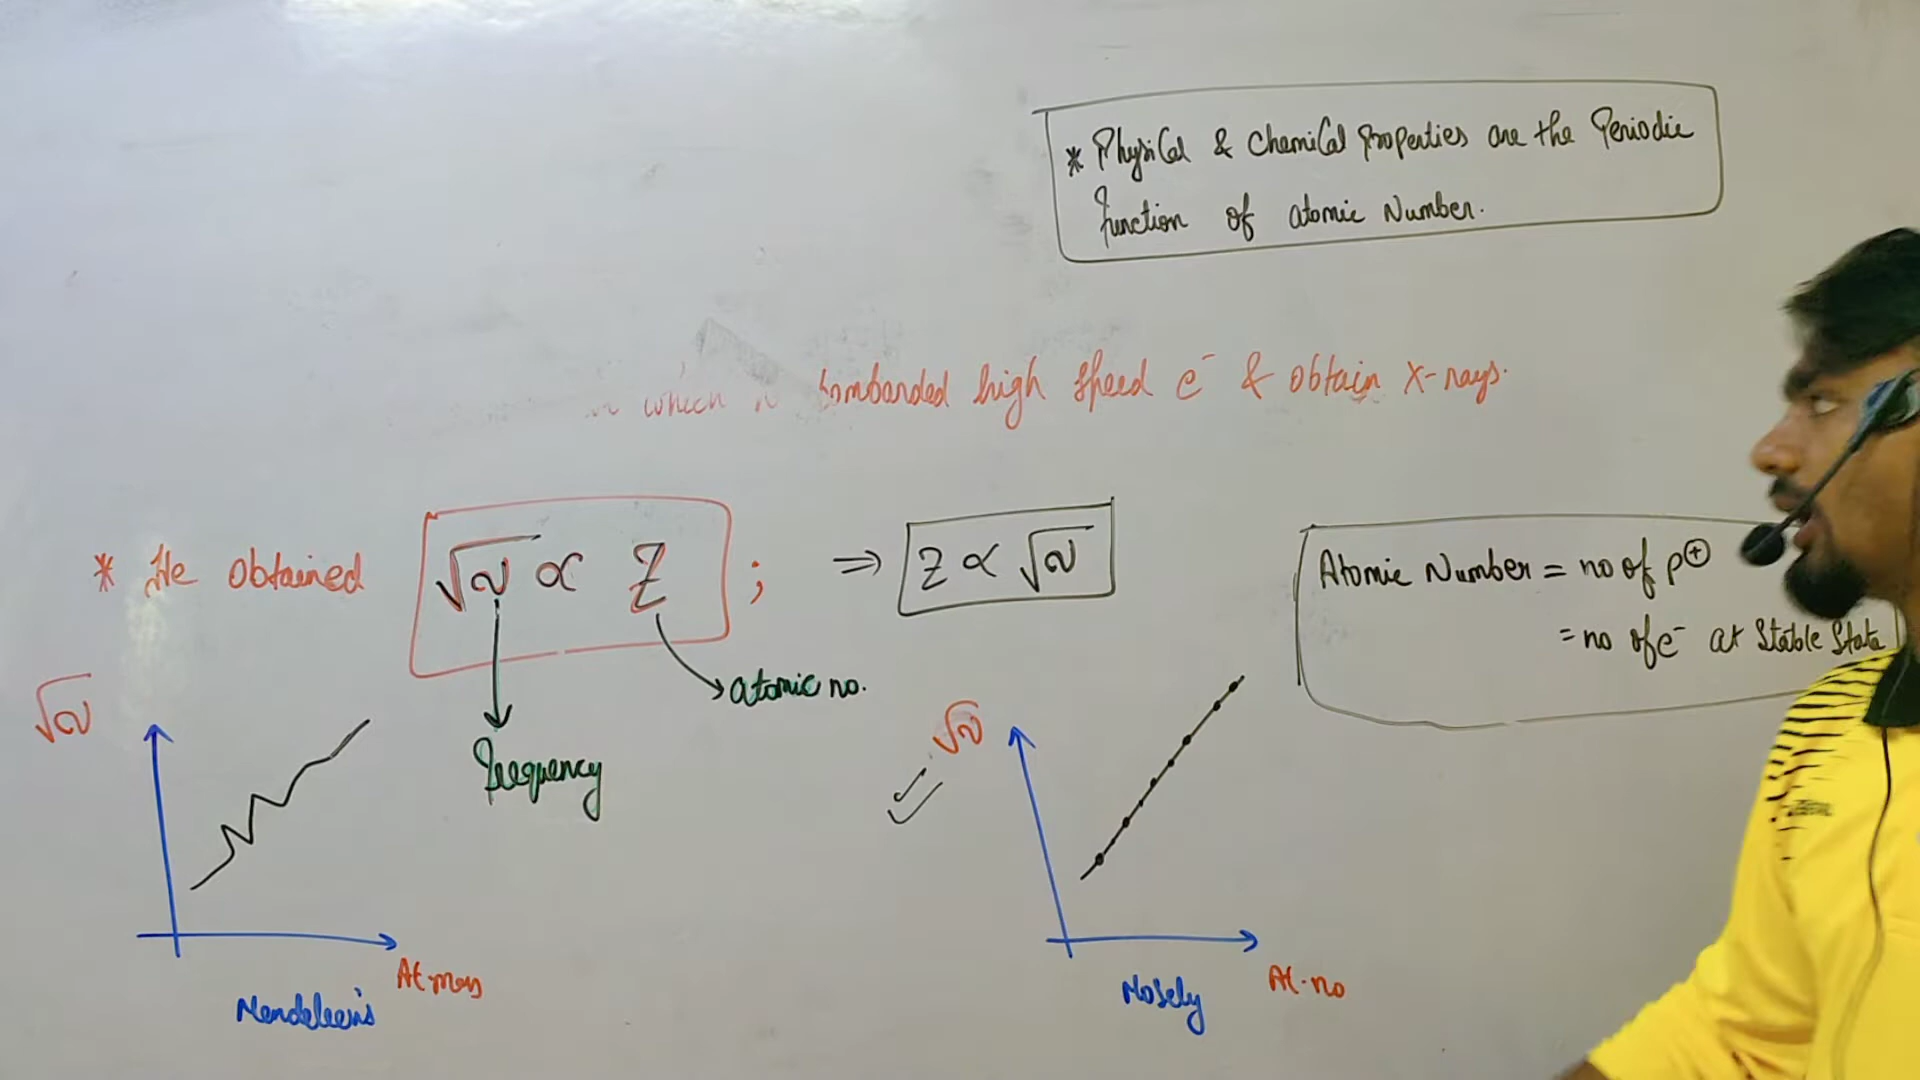 * Physical & Chemical Properties are the Periodic
function of atomic Number.
which bombarded high speed e⁻ & obtain X-rays.
* He obtained √ν ∝ Z ; ⇒ Z ∝ √ν
Atomic Number = no of p⊕
= no of e⁻ at Stable State
atomic no.
frequency
√ν
At-mass
Mendeleev's
√ν
At-no
Mosely